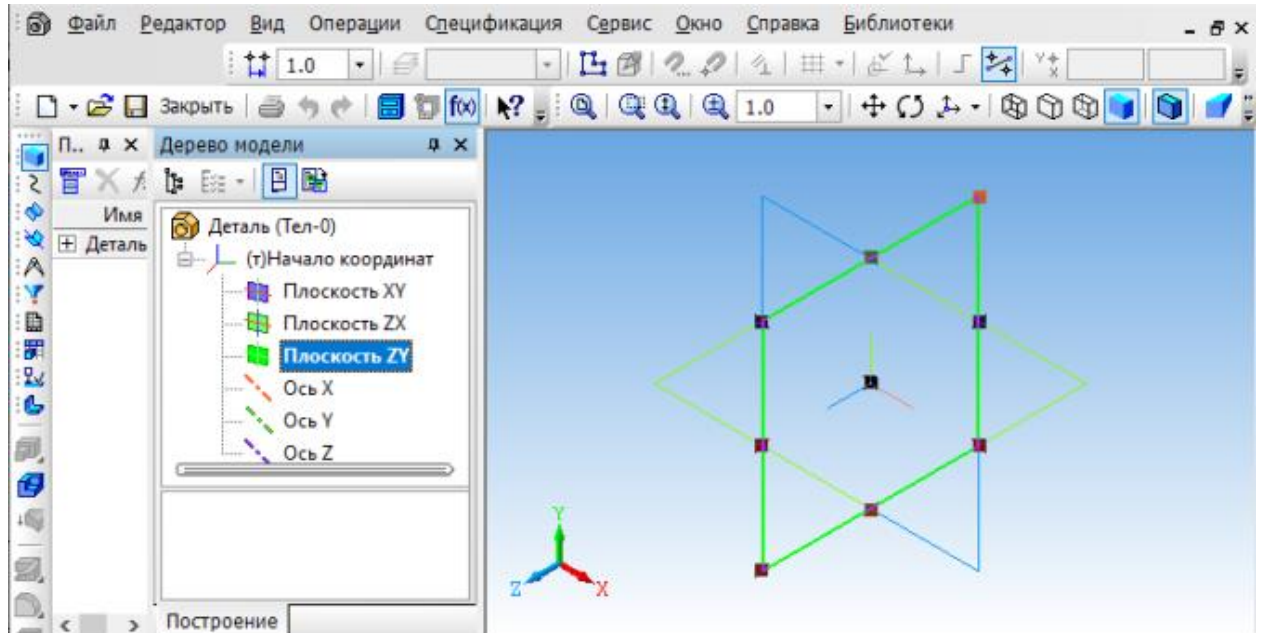 Файл Редактор Вид Операции Спецификация Сервис Окно Справка Библиотеки
1.0
Закрыть f(x) 1.0
П.. Дерево модели
Имя
Деталь
Деталь (Тел-0)
(т)Начало координат
Плоскость XY
Плоскость ZX
Плоскость ZY
Ось X
Ось Y
Ось Z
Y
Z X
Построение